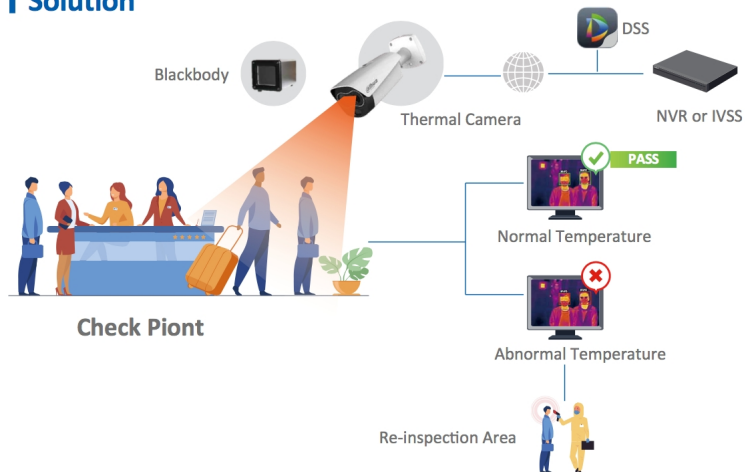 Solution
DSS
Blackbody
Thermal Camera
NVR or IVSS
PASS
Normal Temperature
Check Piont
Abnormal Temperature
Re-inspection Area